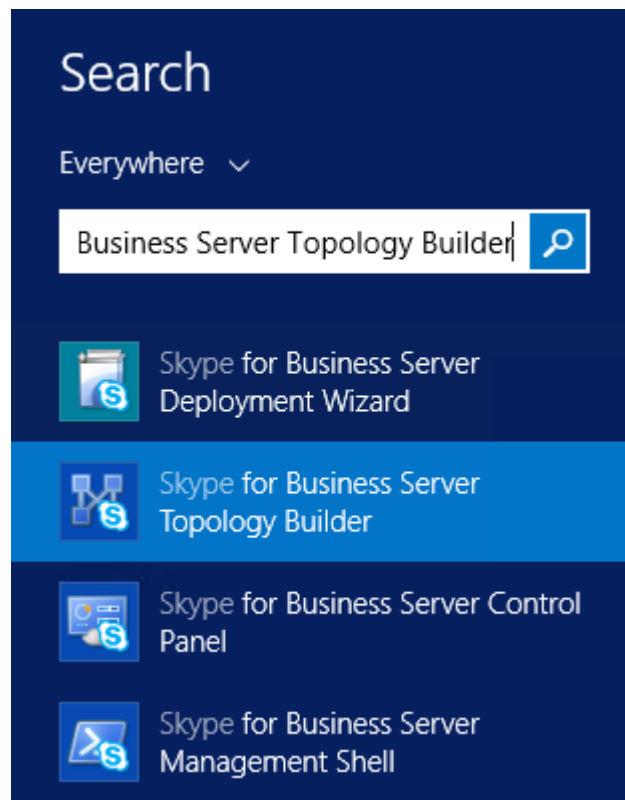 Search
Everywhere
Business Server Topology Builder
Skype for Business Server
Deployment Wizard
Skype for Business Server
Topology Builder
Skype for Business Server Control
Panel
Skype for Business Server
Management Shell